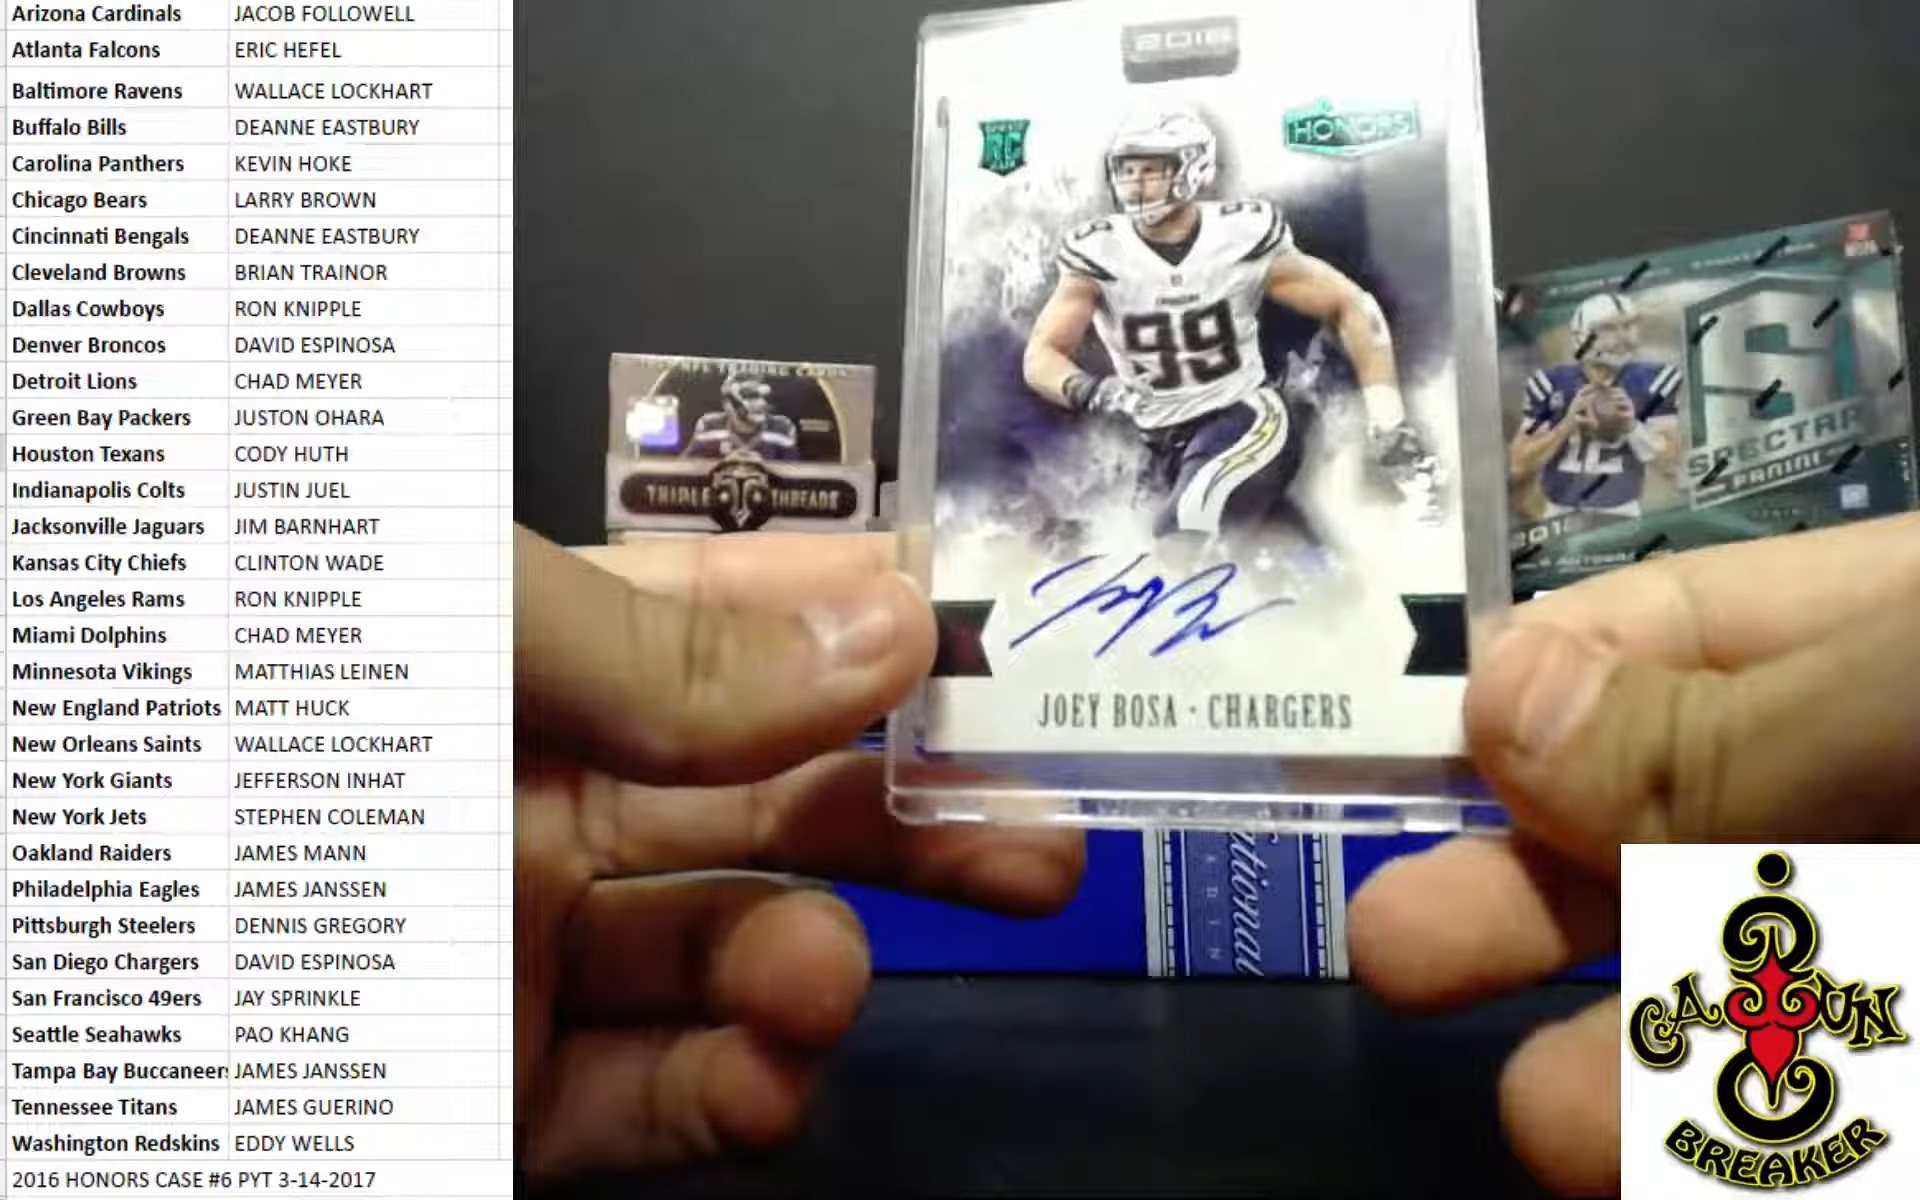 Arizona Cardinals JACOB FOLLOWELL
Atlanta Falcons ERIC HEFEL
Baltimore Ravens WALLACE LOCKHART
Buffalo Bills DEANNE EASTBURY
Carolina Panthers KEVIN HOKE
Chicago Bears LARRY BROWN
Cincinnati Bengals DEANNE EASTBURY
Cleveland Browns BRIAN TRAINOR
Dallas Cowboys RON KNIPPLE
Denver Broncos DAVID ESPINOSA
Detroit Lions CHAD MEYER
Green Bay Packers JUSTON OHARA
Houston Texans CODY HUTH
Indianapolis Colts JUSTIN JUEL
Jacksonville Jaguars JIM BARNHART
Kansas City Chiefs CLINTON WADE
Los Angeles Rams RON KNIPPLE
Miami Dolphins CHAD MEYER
Minnesota Vikings MATTHIAS LEINEN
New England Patriots MATT HUCK
New Orleans Saints WALLACE LOCKHART
New York Giants JEFFERSON INHAT
New York Jets STEPHEN COLEMAN
Oakland Raiders JAMES MANN
Philadelphia Eagles JAMES JANSSEN
Pittsburgh Steelers DENNIS GREGORY
San Diego Chargers DAVID ESPINOSA
San Francisco 49ers JAY SPRINKLE
Seattle Seahawks PAO KHANG
Tampa Bay Buccaneers JAMES JANSSEN
Tennessee Titans JAMES GUERINO
Washington Redskins EDDY WELLS
2016 HONORS CASE #6 PYT 3-14-2017
2016
RC
HONORS
99
99
JOEY BOSA · CHARGERS
NFL TRADING CARDS
TRIPLE THREADS
12
S
SPECTRA
PANINI
CAJUN
BREAKER